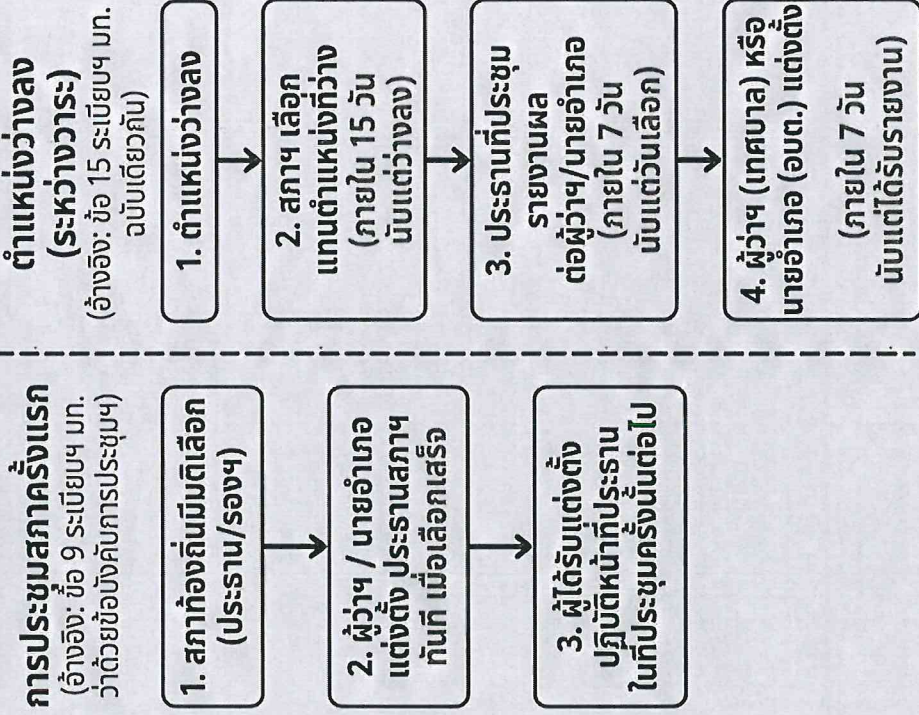 การประชุมสภาครั้งแรก
(อ้างอิง: ข้อ 9 ระเบียบฯ มท.
ว่าด้วยข้อบังคับการประชุมฯ)
1. สภาท้องถิ่นมีมติเลือก
(ประธาน/รองฯ)
2. ผู้ว่าฯ / นายอำเภอ
แต่งตั้ง ประธานสภาฯ
ทันที เมื่อเลือกเสร็จ
3. ผู้ได้รับแต่งตั้ง
ปฏิบัติหน้าที่ประธาน
ในที่ประชุมครั้งนั้นต่อไป
ตำแหน่งว่างลง
(ระหว่างวาระ)
(อ้างอิง: ข้อ 15 ระเบียบฯ มท.
ฉบับเดียวกัน)
1. ตำแหน่งว่างลง
2. สภาฯ เลือก
แทนตำแหน่งที่ว่าง
(ภายใน 15 วัน
นับแต่ว่างลง)
3. ประธานที่ประชุม
รายงานผล
ต่อผู้ว่าฯ/นายอำเภอ
(ภายใน 7 วัน
นับแต่วันเลือก)
4. ผู้ว่าฯ (เทศบาล) หรือ
นายอำเภอ (อบต.) แต่งตั้ง
(ภายใน 7 วัน
นับแต่ได้รับรายงาน)